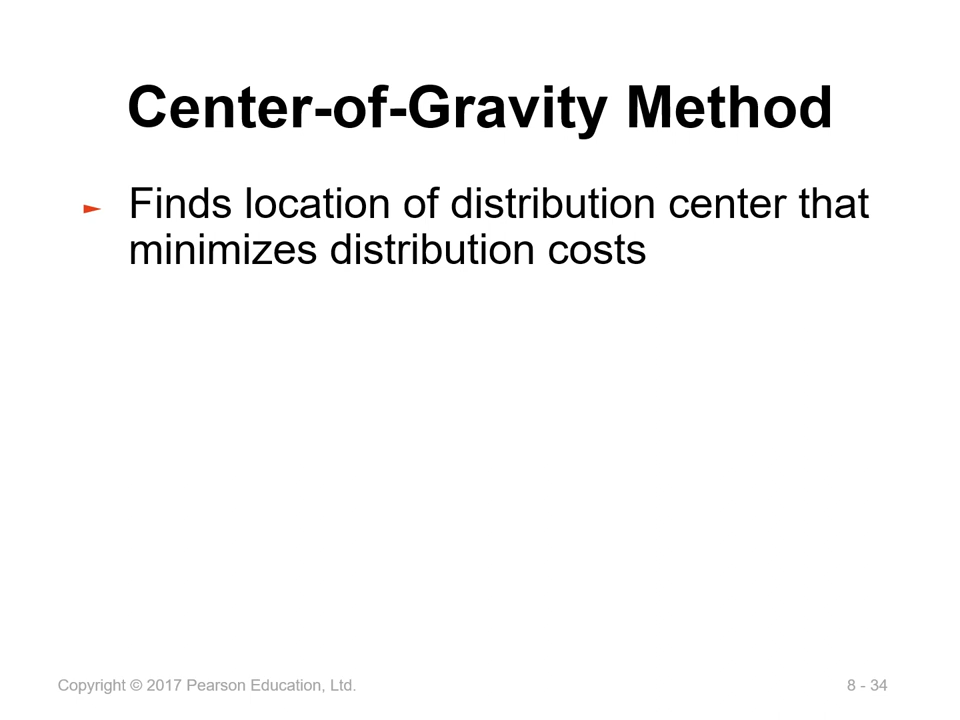 Center-of-Gravity Method
► Finds location of distribution center that
minimizes distribution costs
Copyright © 2017 Pearson Education, Ltd.
8 - 34